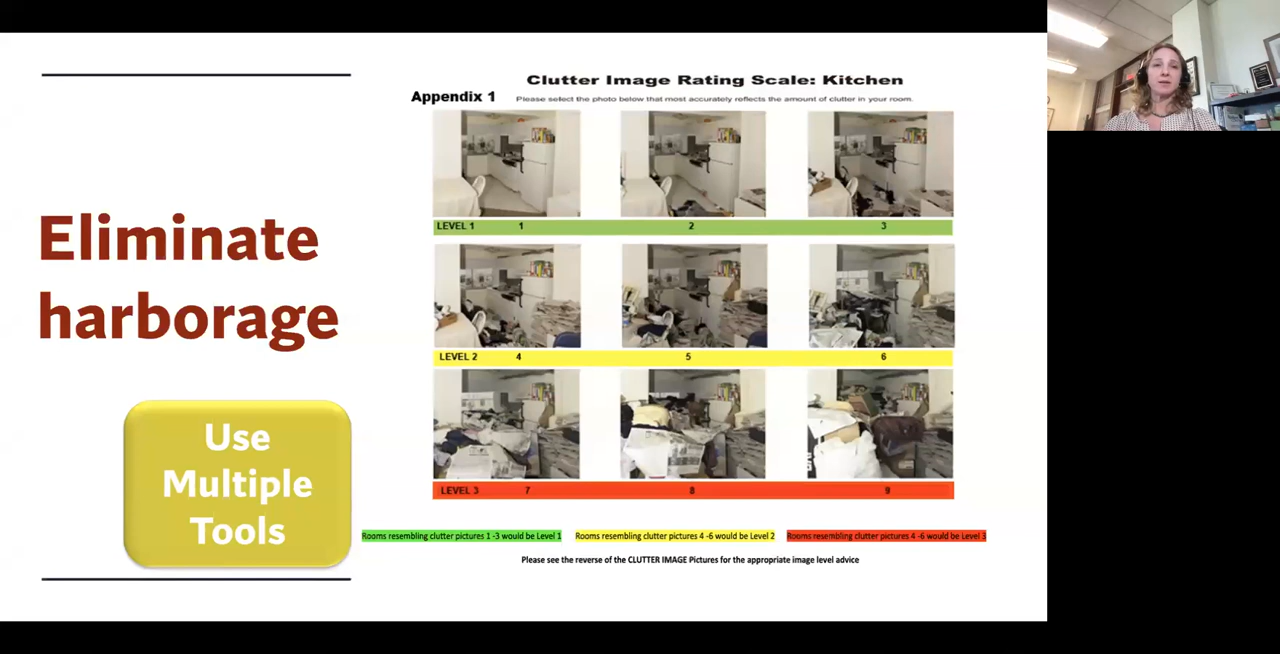 Eliminate
harborage
Use
Multiple
Tools
Clutter Image Rating Scale: Kitchen
Appendix 1
Please select the photo below that most accurately reflects the amount of clutter in your room.
LEVEL 1 1 2 3
LEVEL 2 4 5 6
LEVEL 3 7 8 9
Rooms resembling clutter pictures 1 -3 would be Level 1
Rooms resembling clutter pictures 4 -6 would be Level 2
Rooms resembling clutter pictures 4 -6 would be Level 3
Please see the reverse of the CLUTTER IMAGE Pictures for the appropriate image level advice